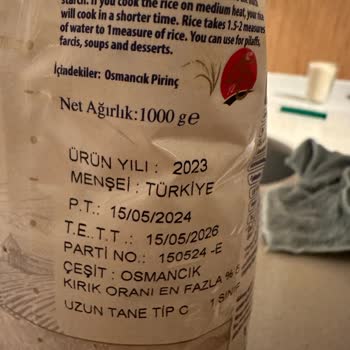 starch. If you cook the rice on medium heat, your rice
will cook in a shorter time. Rice takes 1.5-2 measures
of water to 1measure of rice. You can use for pilaffs,
farcis, soups and desserts.
İçindekiler: Osmancık Pirinç
Net Ağırlık:1000 g℮
ÜRÜN YILI : 2023
MENŞEİ : TÜRKİYE
P.T.: 15/05/2024
T.E.T.T .: 15/05/2026
PARTİ NO.: 150524 -E
ÇEŞİT : OSMANCIK
KIRIK ORANI EN FAZLA %
UZUN TANE TİP C 1 SINIF